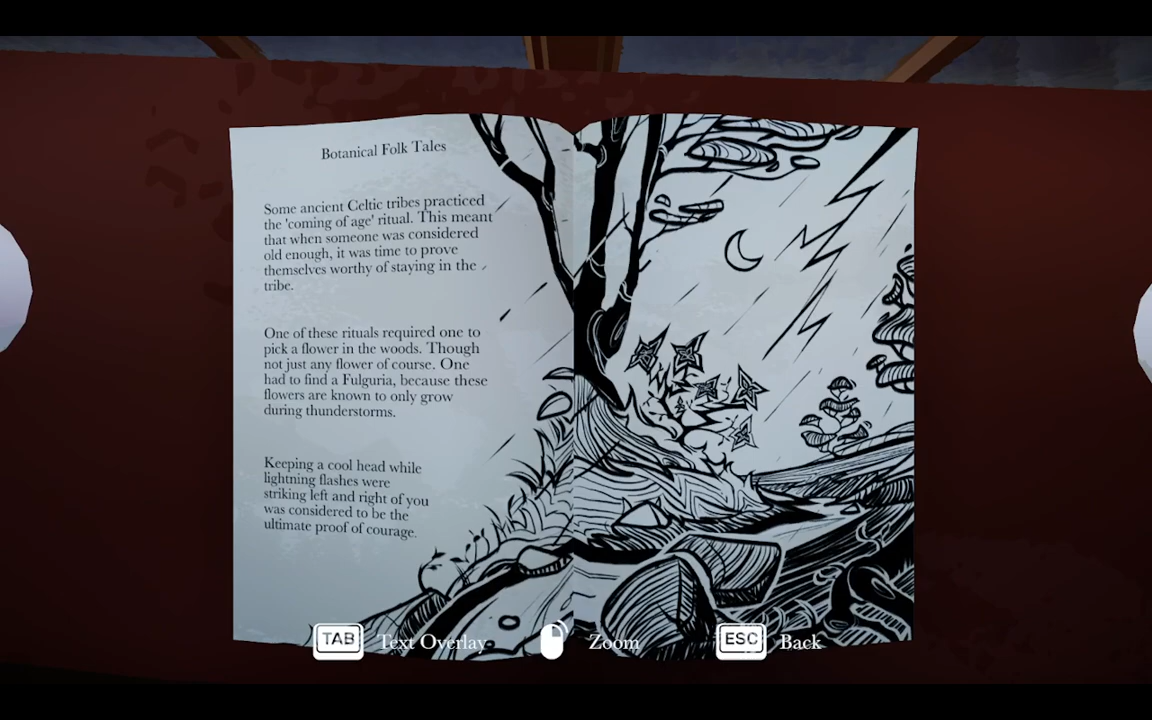 Botanical Folk Tales
Some ancient Celtic tribes practiced
the 'coming of age' ritual. This meant
that when someone was considered
old enough, it was time to prove
themselves worthy of staying in the
tribe.
One of these rituals required one to
pick a flower in the woods. Though
not just any flower of course. One
had to find a Fulguria, because these
flowers are known to only grow
during thunderstorms.
Keeping a cool head while
lightning flashes were
striking left and right of you
was considered to be the
ultimate proof of courage.
TAB Text Overlay Zoom ESC Back